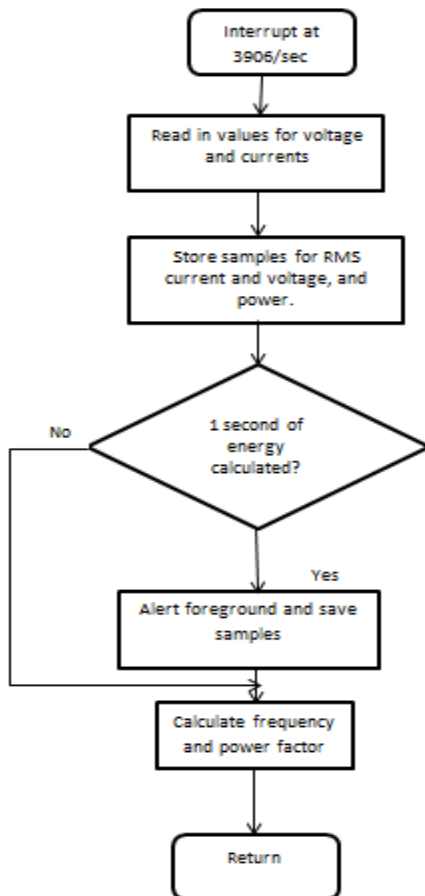 Interrupt at
3906/sec
Read in values for voltage
and currents
Store samples for RMS
current and voltage, and
power.
1 second of
energy
calculated?
No
Yes
Alert foreground and save
samples
Calculate frequency
and power factor
Return